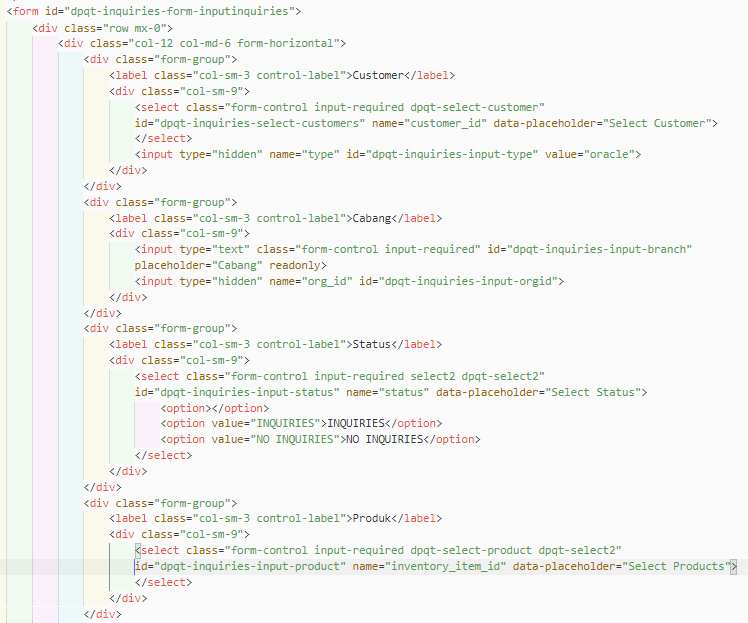 <form id="dpqt-inquiries-form-inputinquiries">
<div class="row mx-0">
<div class="col-12 col-md-6 form-horizontal">
<div class="form-group">
<label class="col-sm-3 control-label">Customer</label>
<div class="col-sm-9">
<select class="form-control input-required dpqt-select-customer"
id="dpqt-inquiries-select-customers" name="customer_id" data-placeholder="Select Customer">
</select>
<input type="hidden" name="type" id="dpqt-inquiries-input-type" value="oracle">
</div>
</div>
<div class="form-group">
<label class="col-sm-3 control-label">Cabang</label>
<div class="col-sm-9">
<input type="text" class="form-control input-required" id="dpqt-inquiries-input-branch"
placeholder="Cabang" readonly>
<input type="hidden" name="org_id" id="dpqt-inquiries-input-orgid">
</div>
</div>
<div class="form-group">
<label class="col-sm-3 control-label">Status</label>
<div class="col-sm-9">
<select class="form-control input-required select2 dpqt-select2"
id="dpqt-inquiries-input-status" name="status" data-placeholder="Select Status">
<option></option>
<option value="INQUIRIES">INQUIRIES</option>
<option value="NO INQUIRIES">NO INQUIRIES</option>
</select>
</div>
</div>
<div class="form-group">
<label class="col-sm-3 control-label">Produk</label>
<div class="col-sm-9">
<select class="form-control input-required dpqt-select-product dpqt-select2"
id="dpqt-inquiries-input-product" name="inventory_item_id" data-placeholder="Select Products">
</select>
</div>
</div>